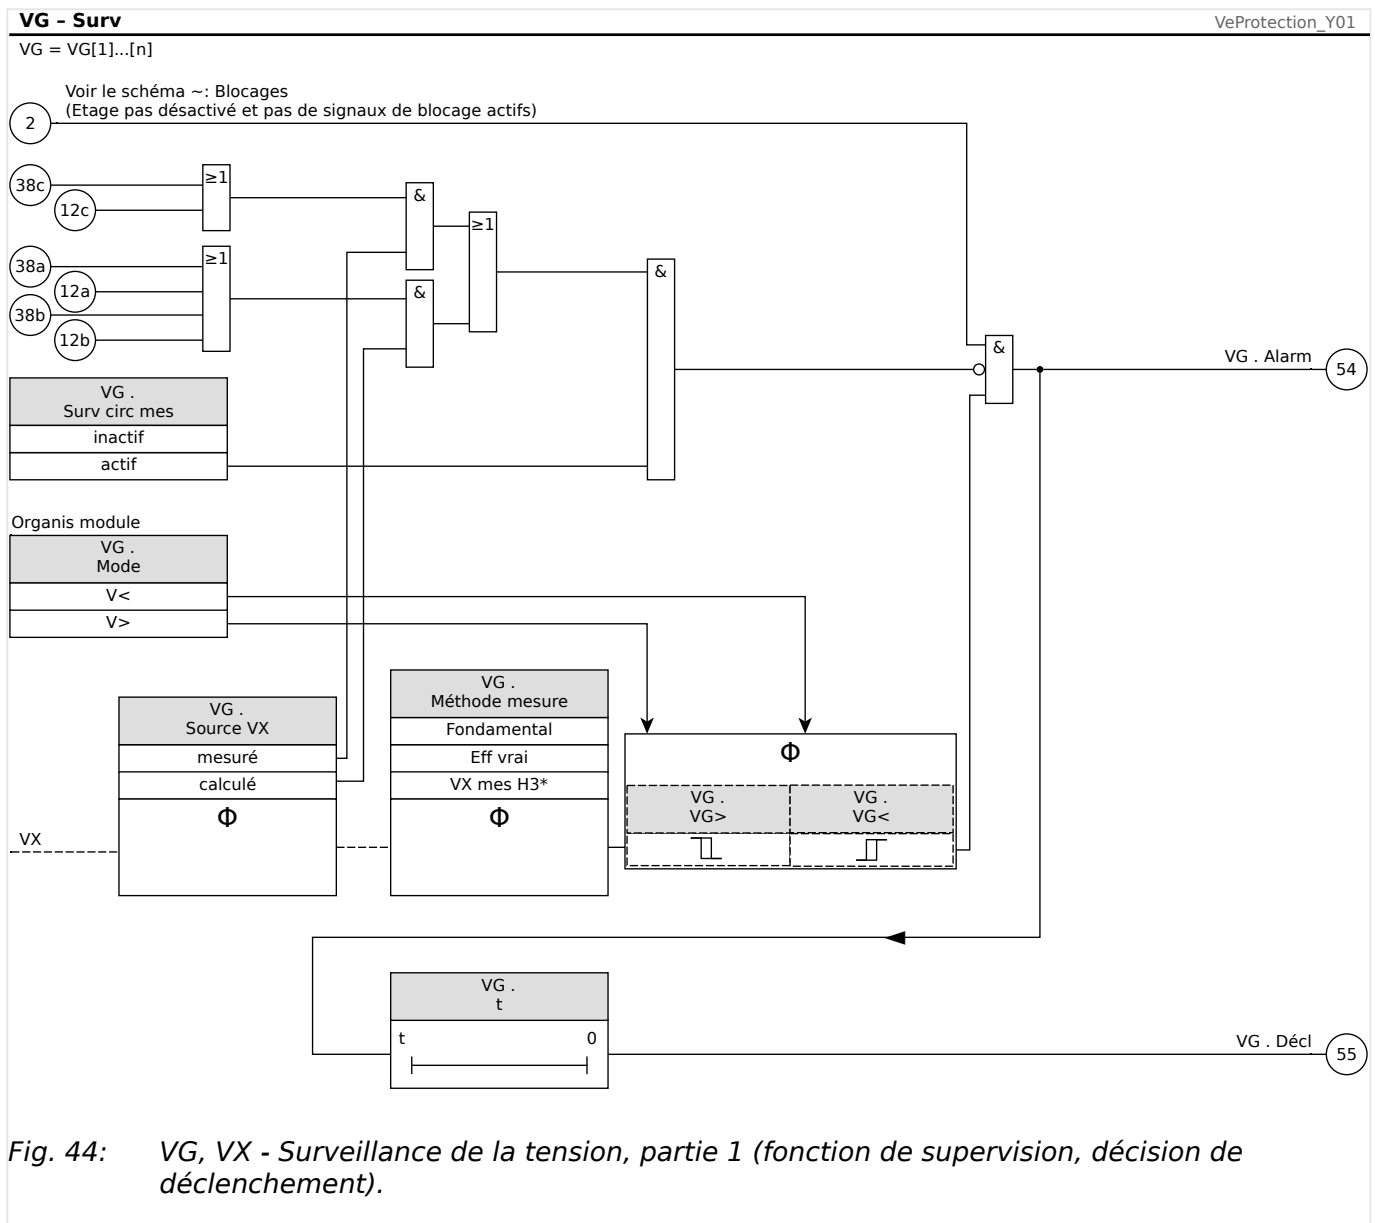 VG – Surv
VeProtection_Y01
VG = VG[1]...[n]
Voir le schéma ~: Blocages
(Etage pas désactivé et pas de signaux de blocage actifs)
2
38c
12c
≥1
&
≥1
38a
12a
38b
12b
≥1
&
&
&
VG . Alarm
54
VG .
Surv circ mes
inactif
actif
Organis module
VG .
Mode
V<
V>
VG .
Source VX
mesuré
calculé
Φ
VX
VG .
Méthode mesure
Fondamental
Eff vrai
VX mes H3*
Φ
Φ
VG .
VG>
VG .
VG<
VG .
t
t
0
VG . Décl
55
Fig. 44: VG, VX - Surveillance de la tension, partie 1 (fonction de supervision, décision de
déclenchement).